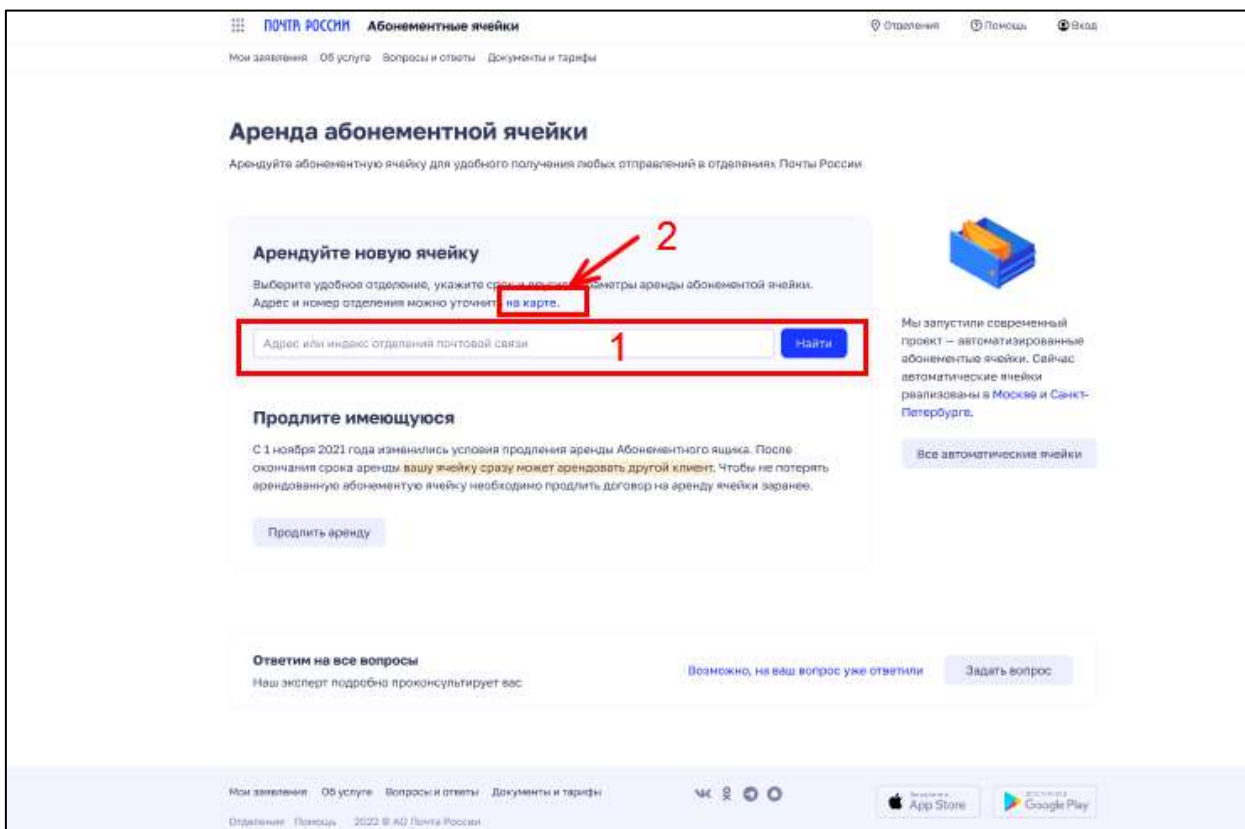 ПОЧТА РОССИИ Абонементные ячейки Отделения Помощь Вход
Мои заявления Об услуге Вопросы и ответы Документы и тарифы
Аренда абонементной ячейки
Арендуйте абонементную ячейку для удобного получения любых отправлений в отделениях Почты России
2
Арендуйте новую ячейку
Выберите удобное отделение, укажите срок и другие параметры аренды абонементой ячейки.
Адрес и номер отделения можно уточнить на карте.
Адрес или индекс отделения почтовой связи 1 Найти
Мы запустили современный
проект — автоматизированные
абонементые ячейки. Сейчас
автоматические ячейки
реализованы в Москве и Санкт-
Петербурге.
Все автоматические ячейки
Продлите имеющуюся
С 1 ноября 2021 года изменились условия продления аренды Абонементного ящика. После
окончания срока аренды вашу ячейку сразу может арендовать другой клиент. Чтобы не потерять
арендованную абонементую ячейку необходимо продлить договор на аренду ячейки заранее.
Продлить аренду
Ответим на все вопросы
Наш эксперт подробно проконсультирует вас
Возможно, на ваш вопрос уже ответили Задать вопрос
Мои заявления Об услуге Вопросы и ответы Документы и тарифы
App Store Google Play
Отделения Помощь 2022 © АО Почта России